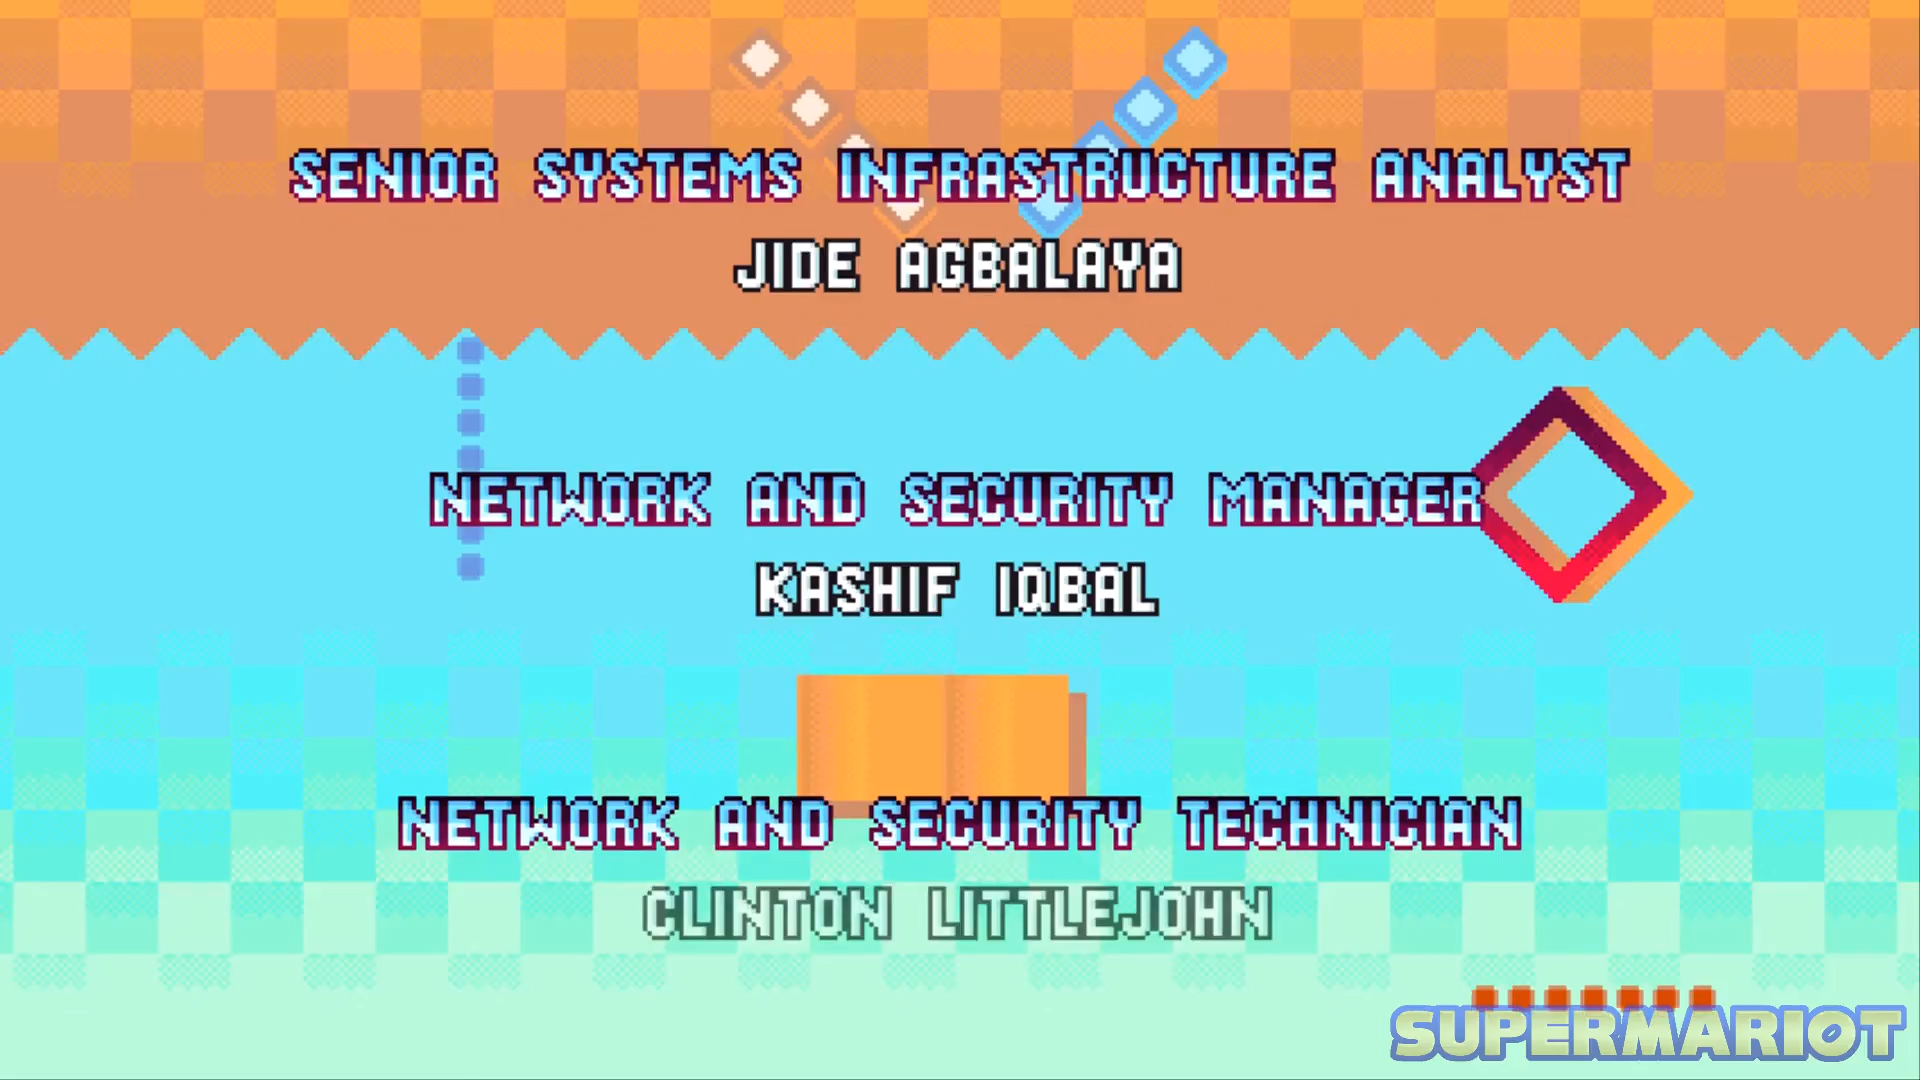 SENIOR SYSTEMS INFRASTRUCTURE ANALYST
JIDE AGBALAYA
NETWORK AND SECURITY MANAGER
KASHIF IQBAL
NETWORK AND SECURITY TECHNICIAN
CLINTON LITTLEJOHN
SUPERMARIOT